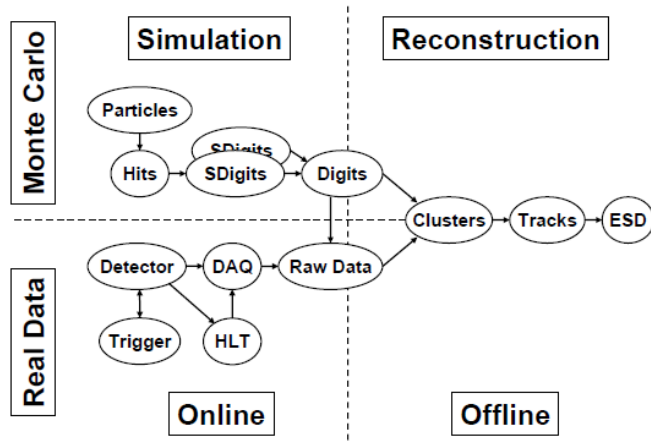 Simulation
Reconstruction
Monte Carlo
Particles
SDigits
Hits
SDigits
Digits
Clusters
Tracks
ESD
Real Data
Detector
DAQ
Raw Data
Trigger
HLT
Online
Offline